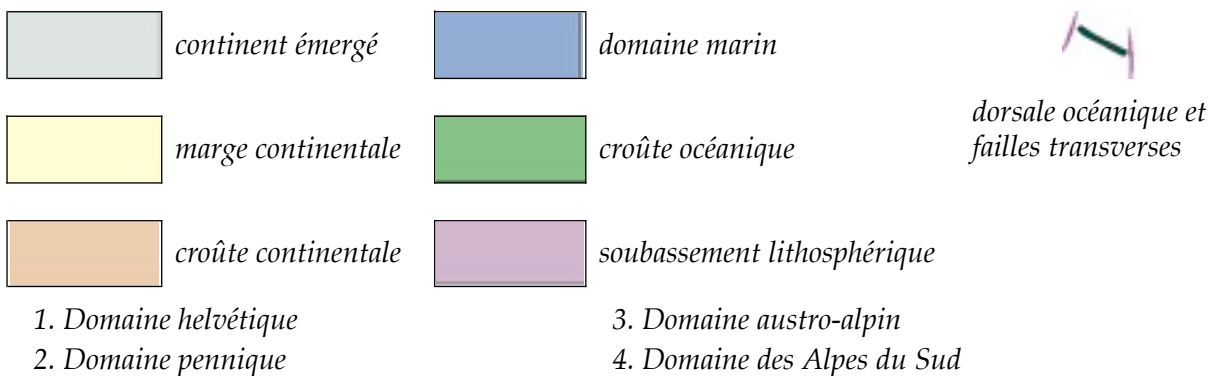 continent émergé
domaine marin
dorsale océanique et
failles transverses
marge continentale
croûte océanique
croûte continentale
soubassement lithosphérique
1. Domaine helvétique
2. Domaine pennique
3. Domaine austro-alpin
4. Domaine des Alpes du Sud